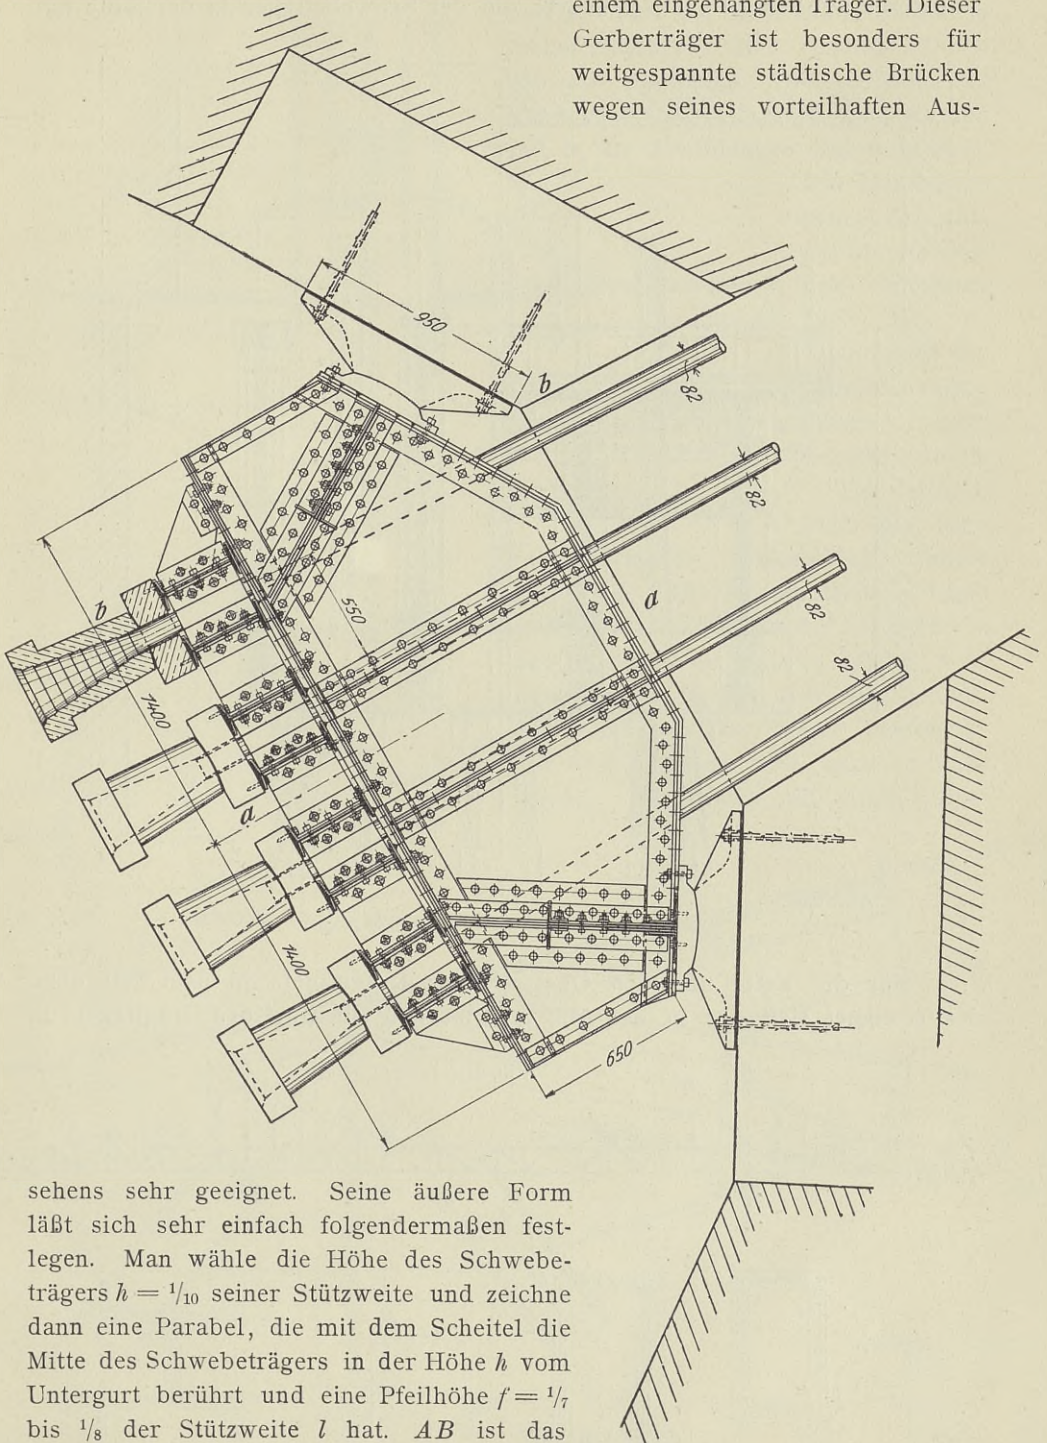 einem eingehängten Träger. Dieser
Gerberträger ist besonders für
weitgespannte städtische Brücken
wegen seines vorteilhaften Aus-
950
b
82
82
82
82
a
b
550
1400
a
1400
650
sehens sehr geeignet. Seine äußere Form
läßt sich sehr einfach folgendermaßen fest-
legen. Man wähle die Höhe des Schwebe-
trägers h = 1/10 seiner Stützweite und zeichne
dann eine Parabel, die mit dem Scheitel die
Mitte des Schwebeträgers in der Höhe h vom
Untergurt berührt und eine Pfeilhöhe f = 1/7
bis 1/8 der Stützweite l hat. AB ist das